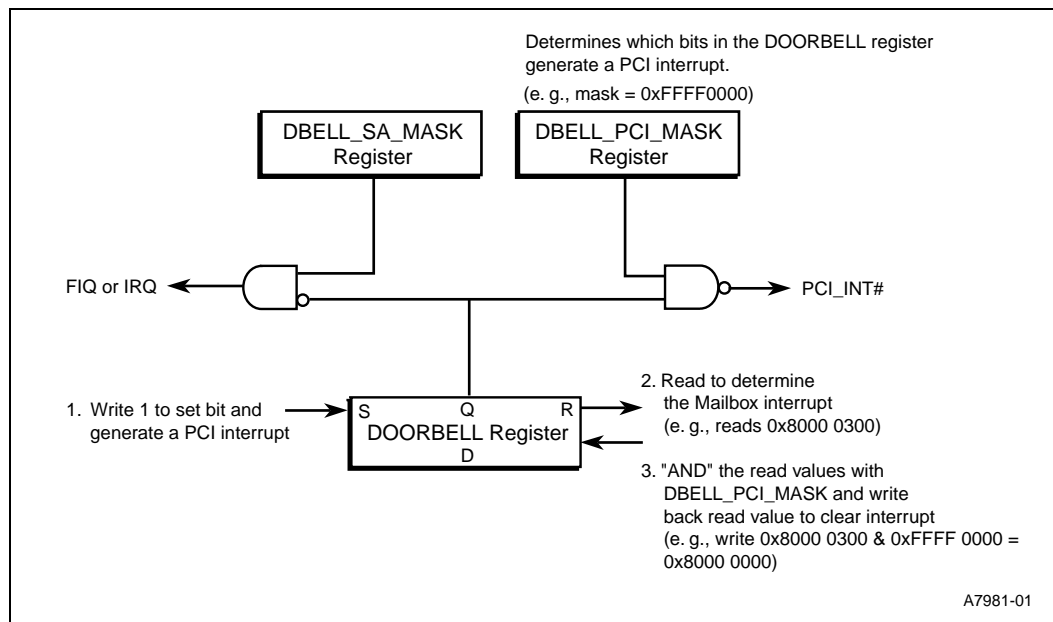 Determines which bits in the DOORBELL register
generate a PCI interrupt.
(e. g., mask = 0xFFFF0000)
DBELL_SA_MASK
Register
DBELL_PCI_MASK
Register
FIQ or IRQ
PCI_INT#
1. Write 1 to set bit and
generate a PCI interrupt
S
Q
R
DOORBELL Register
D
2. Read to determine
the Mailbox interrupt
(e. g., reads 0x8000 0300)
3. "AND" the read values with
DBELL_PCI_MASK and write
back read value to clear interrupt
(e. g., write 0x8000 0300 & 0xFFFF 0000 =
0x8000 0000)
A7981-01